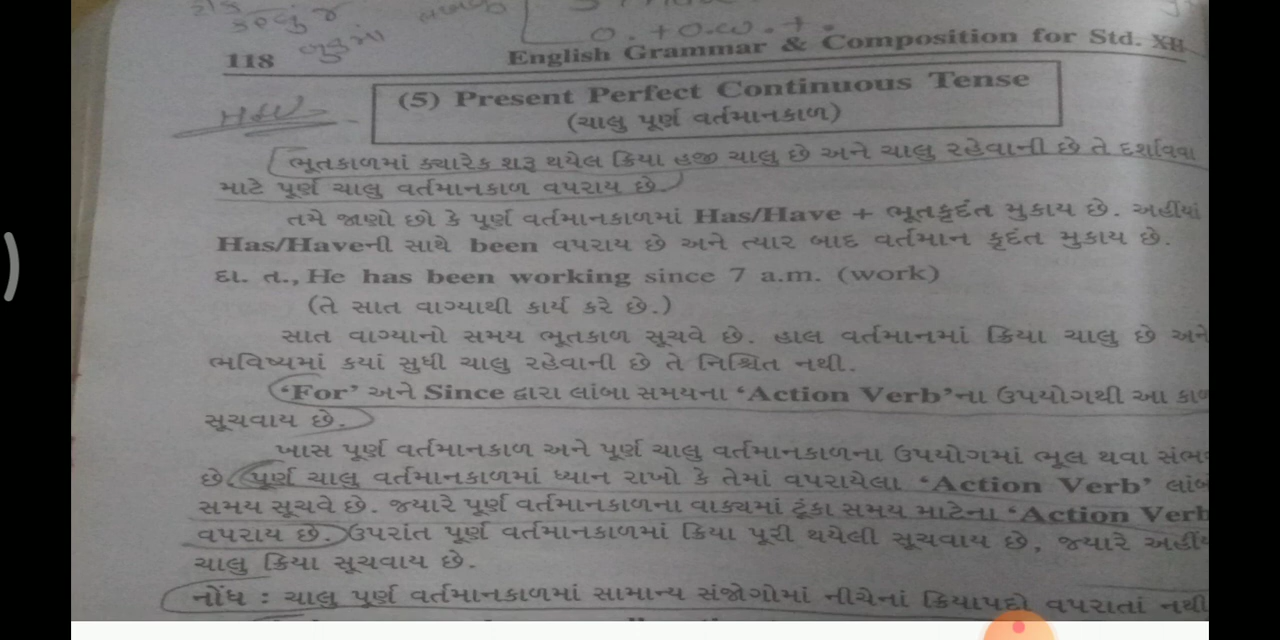 કરવાનું જ
બુકમાં
118 English Grammar & Composition for Std. XII
H.W.
(5) Present Perfect Continuous Tense
(ચાલુ પૂર્ણ વર્તમાનકાળ)
ભૂતકાળમાં ક્યારેક શરૂ થયેલ ક્રિયા હજી ચાલુ છે અને ચાલુ રહેવાની છે તે દર્શાવવા
માટે પૂર્ણ ચાલુ વર્તમાનકાળ વપરાય છે.
તમે જાણો છો કે પૂર્ણ વર્તમાનકાળમાં Has/Have + ભૂતકૃદંત મુકાય છે. અહીંયાં
Has/Haveની સાથે been વપરાય છે અને ત્યાર બાદ વર્તમાન કૃદંત મુકાય છે.
દા. ત., He has been working since 7 a.m. (work)
(તે સાત વાગ્યાથી કાર્ય કરે છે.)
સાત વાગ્યાનો સમય ભૂતકાળ સૂચવે છે. હાલ વર્તમાનમાં ક્રિયા ચાલુ છે અને
ભવિષ્યમાં કયાં સુધી ચાલુ રહેવાની છે તે નિશ્ચિત નથી.
'For' અને Since દ્વારા લાંબા સમયના 'Action Verb'ના ઉપયોગથી આ
સૂચવાય છે.
ખાસ પૂર્ણ વર્તમાનકાળ અને પૂર્ણ ચાલુ વર્તમાનકાળના ઉપયોગમાં ભૂલ થવા
છે. પૂર્ણ ચાલુ વર્તમાનકાળમાં ધ્યાન રાખો કે તેમાં વપરાયેલા 'Action Verb'
સમય સૂચવે છે. જ્યારે પૂર્ણ વર્તમાનકાળના વાક્યમાં ટૂંકા સમય માટેના 'Action Verb
વપરાય છે. ઉપરાંત પૂર્ણ વર્તમાનકાળમાં ક્રિયા પૂરી થયેલી સૂચવાય છે, જ્યારે
ચાલુ ક્રિયા સૂચવાય છે.
નોંધ : ચાલુ પૂર્ણ વર્તમાનકાળમાં સામાન્ય સંજોગોમાં નીચેનાં ક્રિયાપદો વપરાતાં નથી